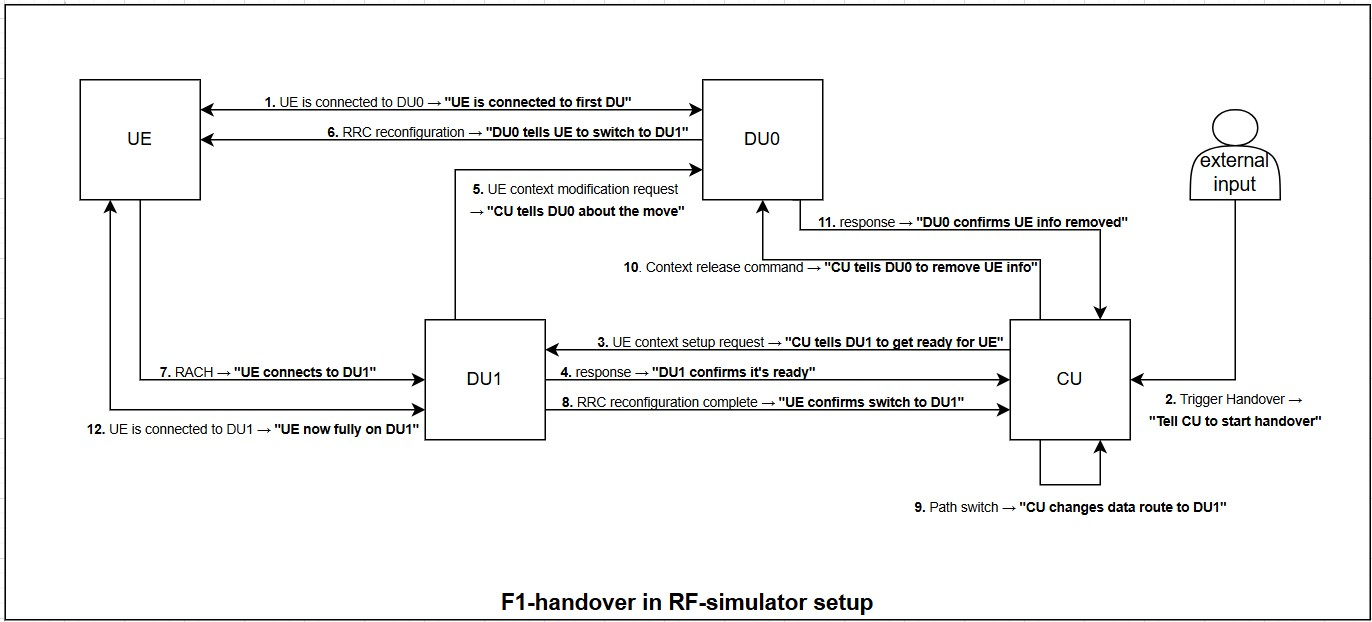 1. UE is connected to DU0 → "UE is connected to first DU"
UE
6. RRC reconfiguration → "DU0 tells UE to switch to DU1"
DU0
external
input
5. UE context modification request
→ "CU tells DU0 about the move"
11. response → "DU0 confirms UE info removed"
10. Context release command → "CU tells DU0 to remove UE info"
3. UE context setup request → "CU tells DU1 to get ready for UE"
7. RACH → "UE connects to DU1"
DU1
4. response → "DU1 confirms it's ready"
CU
8. RRC reconfiguration complete → "UE confirms switch to DU1"
2. Trigger Handover →
"Tell CU to start handover"
12. UE is connected to DU1 → "UE now fully on DU1"
9. Path switch → "CU changes data route to DU1"
F1-handover in RF-simulator setup